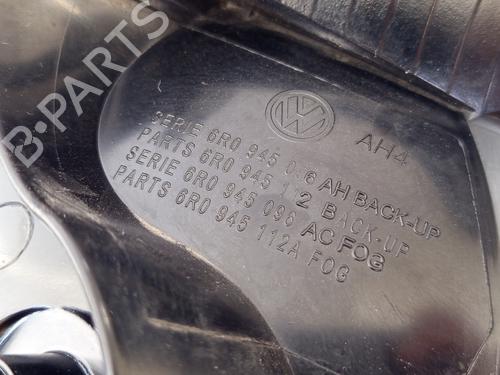 B-Parts
AH4
SERIE 6R0 945 096 AH BACK-UP
PARTS 6R0 945 112 B BACK-UP
SERIE 6R0 945 096 AC FOG
PARTS 6R0 945 112A FOG